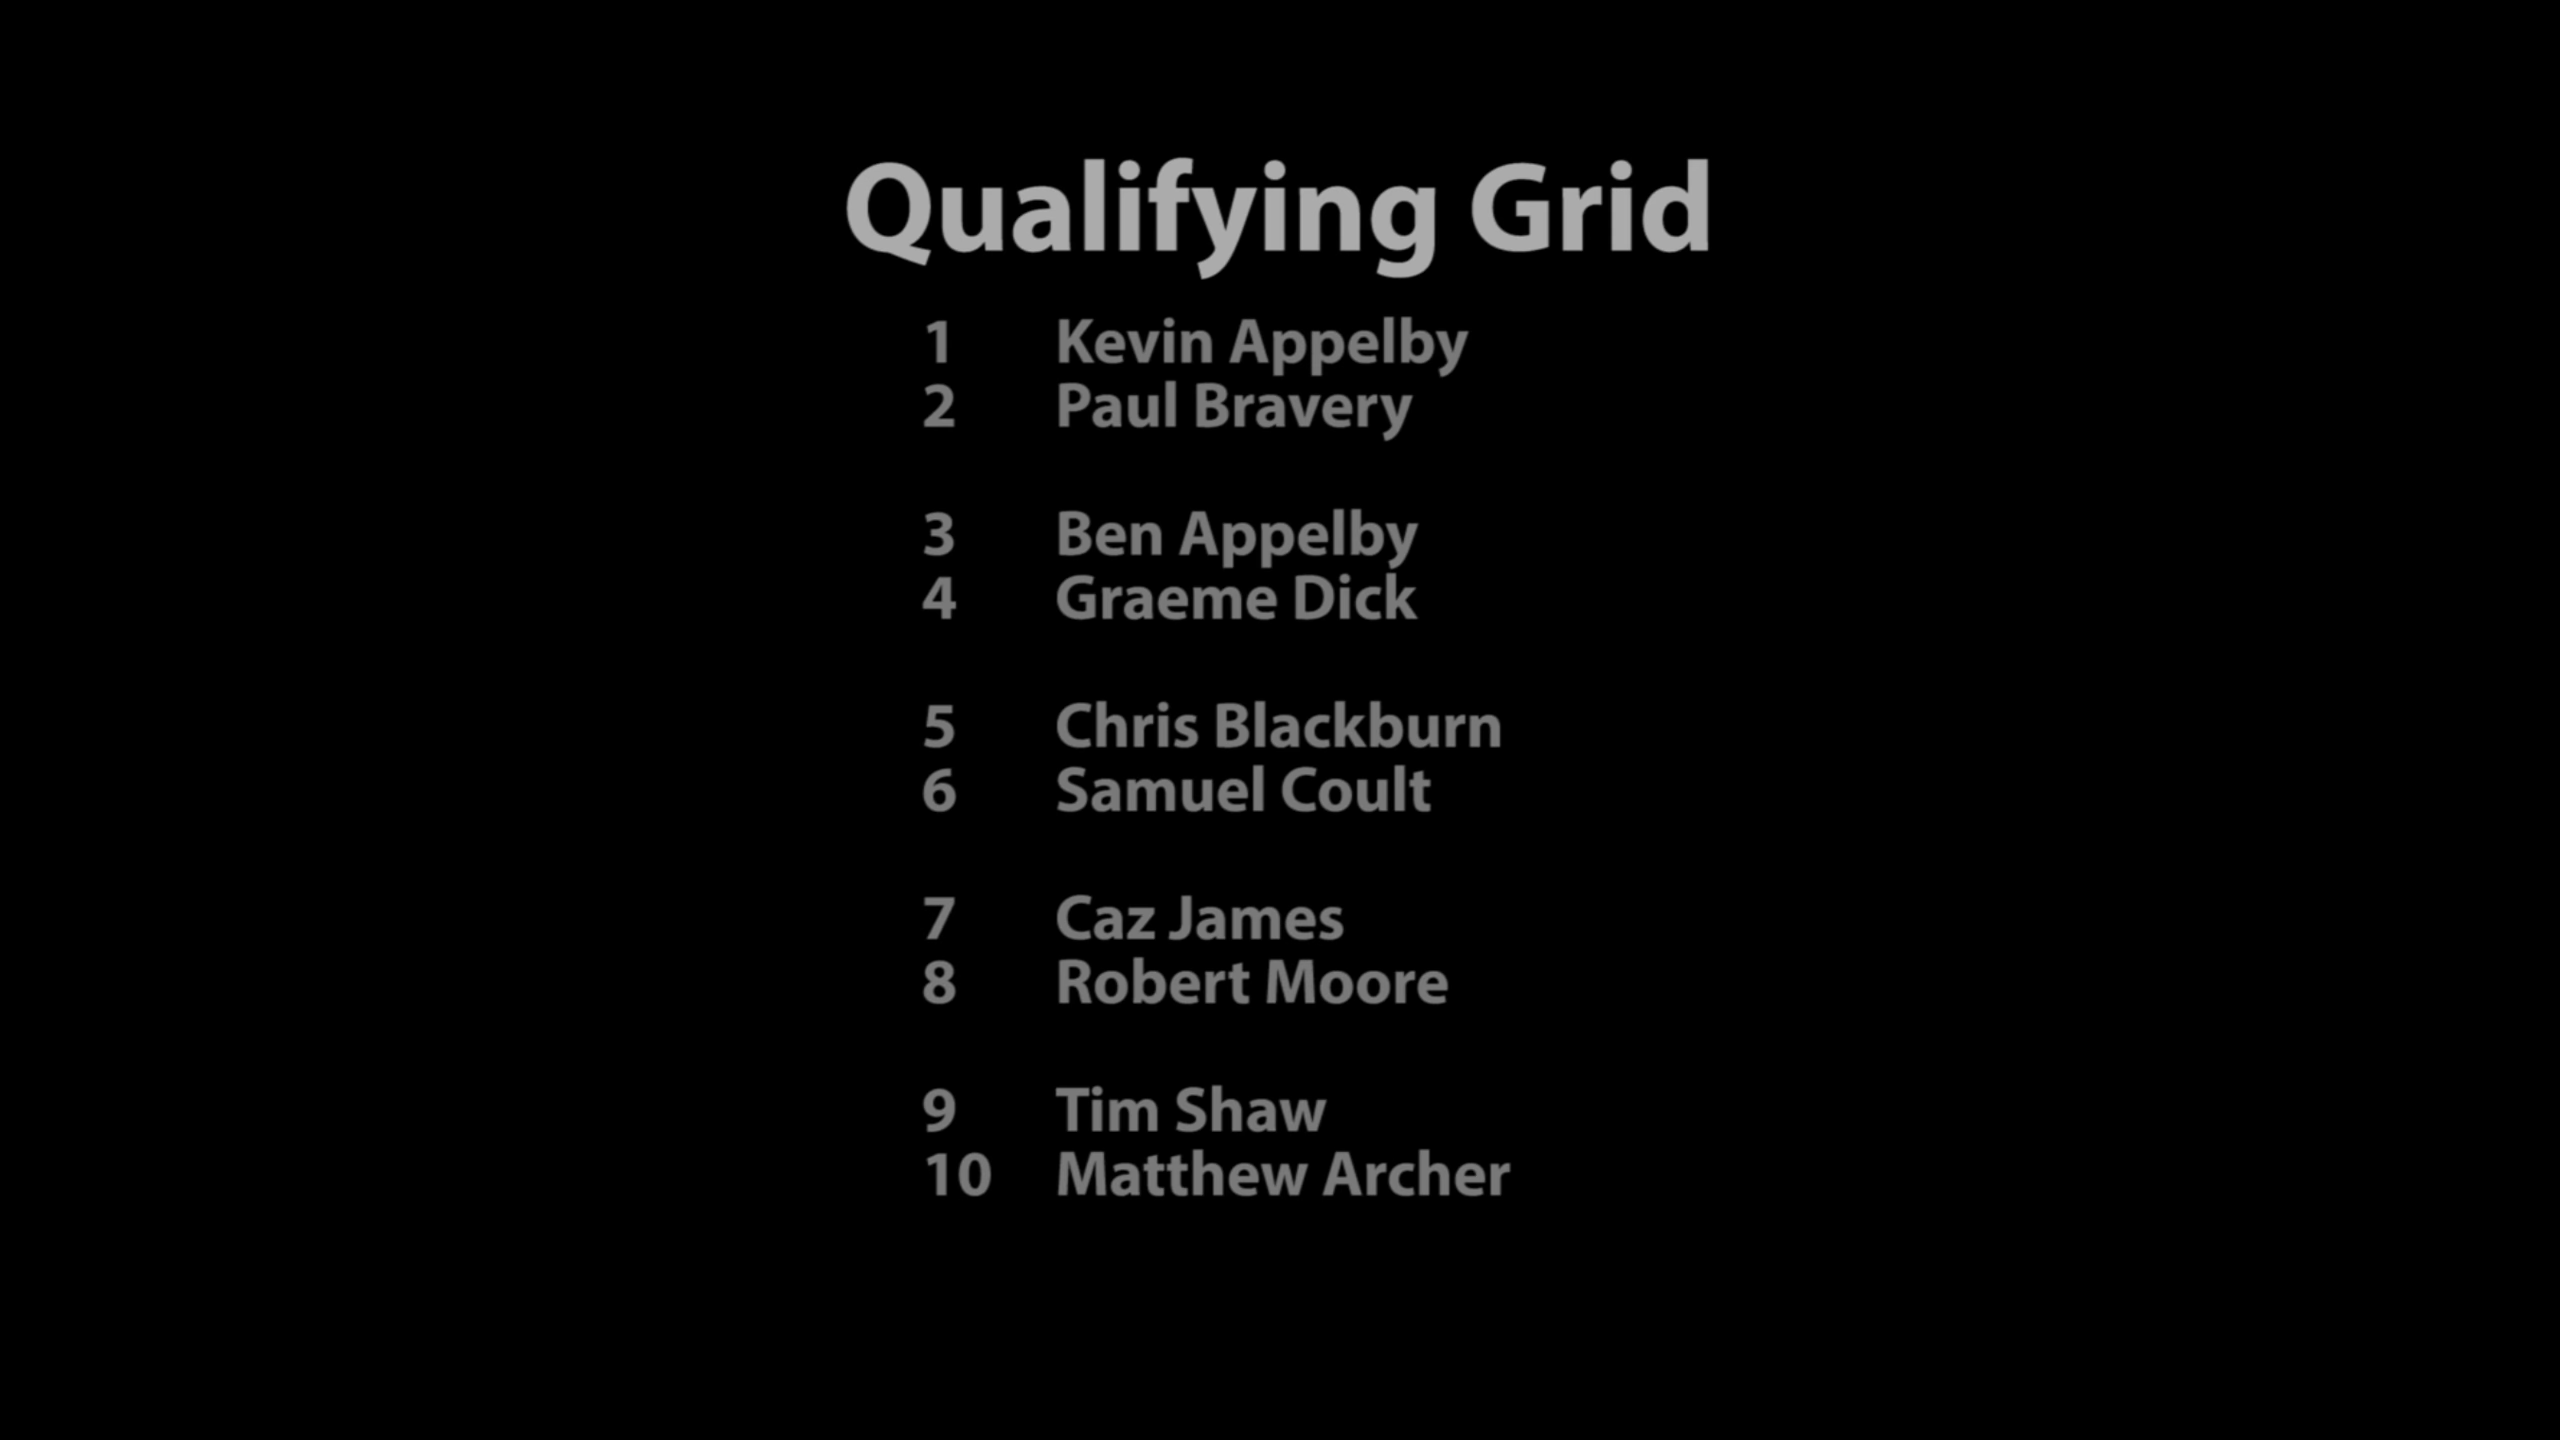 Qualifying Grid
1 Kevin Appelby
2 Paul Bravery
3 Ben Appelby
4 Graeme Dick
5 Chris Blackburn
6 Samuel Coult
7 Caz James
8 Robert Moore
9 Tim Shaw
10 Matthew Archer